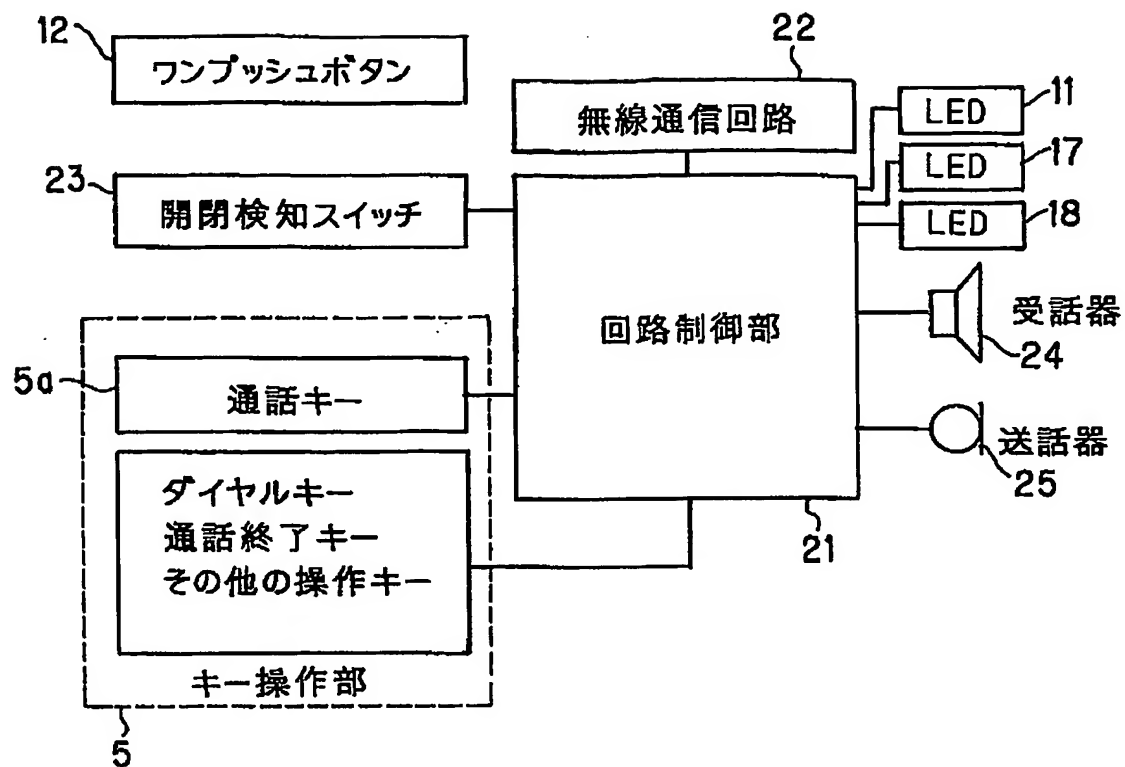 12
ワンプッシュボタン
22
無線通信回路
11
LED
17
LED
18
LED
23
開閉検知スイッチ
回路制御部
受話器
24
送話器
25
21
5a
通話キー
ダイヤルキー
通話終了キー
その他の操作キー
キー操作部
5